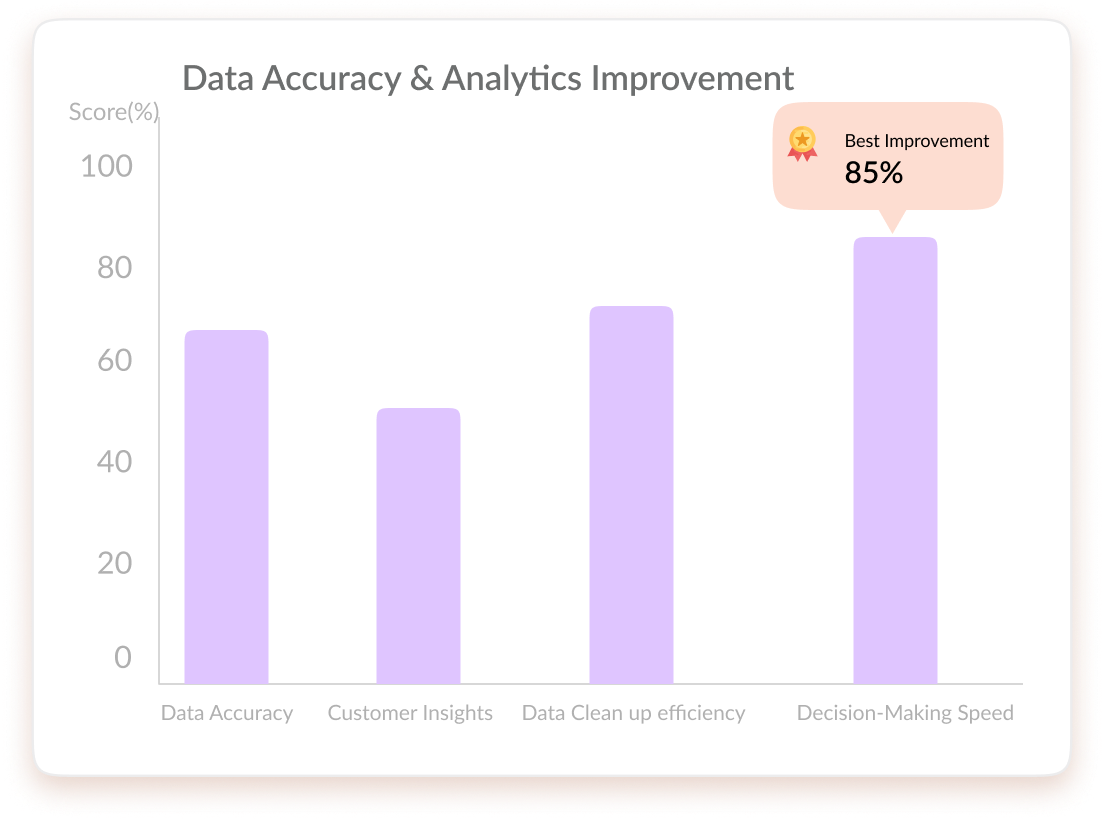 Data Accuracy & Analytics Improvement
Score(%)
100
80
60
40
20
0
Best Improvement
85%
Data Accuracy
Customer Insights
Data Clean up efficiency
Decision-Making Speed